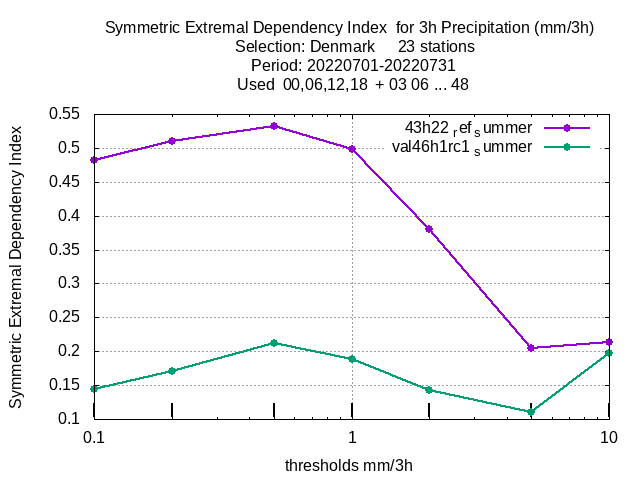 Symmetric Extremal Dependency Index for 3h Precipitation (mm/3h)
Selection: Denmark 23 stations
Period: 20220701-20220731
Used 00,06,12,18 + 03 06 ... 48
43h22 refsummer
val46h1rc1 summer
Symmetric Extremal Dependency Index
0.55
0.5
0.45
0.4
0.35
0.3
0.25
0.2
0.15
0.1
0.1 1 10
thresholds mm/3h